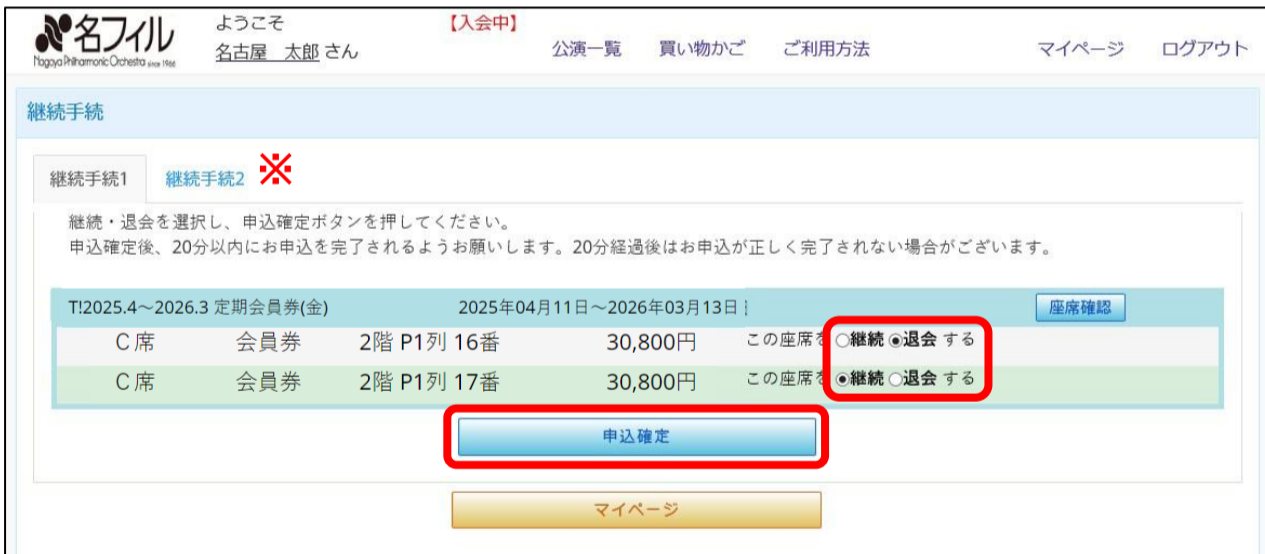 名フィル ようこそ 【入会中】
Nagoya Philharmonic Orchestra since 1966 名古屋 太郎 さん 公演一覧 買い物かご ご利用方法 マイページ ログアウト
継続手続
継続手続1 継続手続2 ※
継続・退会を選択し、申込確定ボタンを押してください。
申込確定後、20分以内にお申込を完了されるようお願いします。20分経過後はお申込が正しく完了されない場合がございます。
T!2025.4～2026.3 定期会員券(金) 2025年04月11日～2026年03月13日 座席確認
C席 会員券 2階 P1列 16番 30,800円 この座席を ○継続 ◉退会 する
C席 会員券 2階 P1列 17番 30,800円 この座席を ◉継続 ○退会 する
申込確定
マイページ